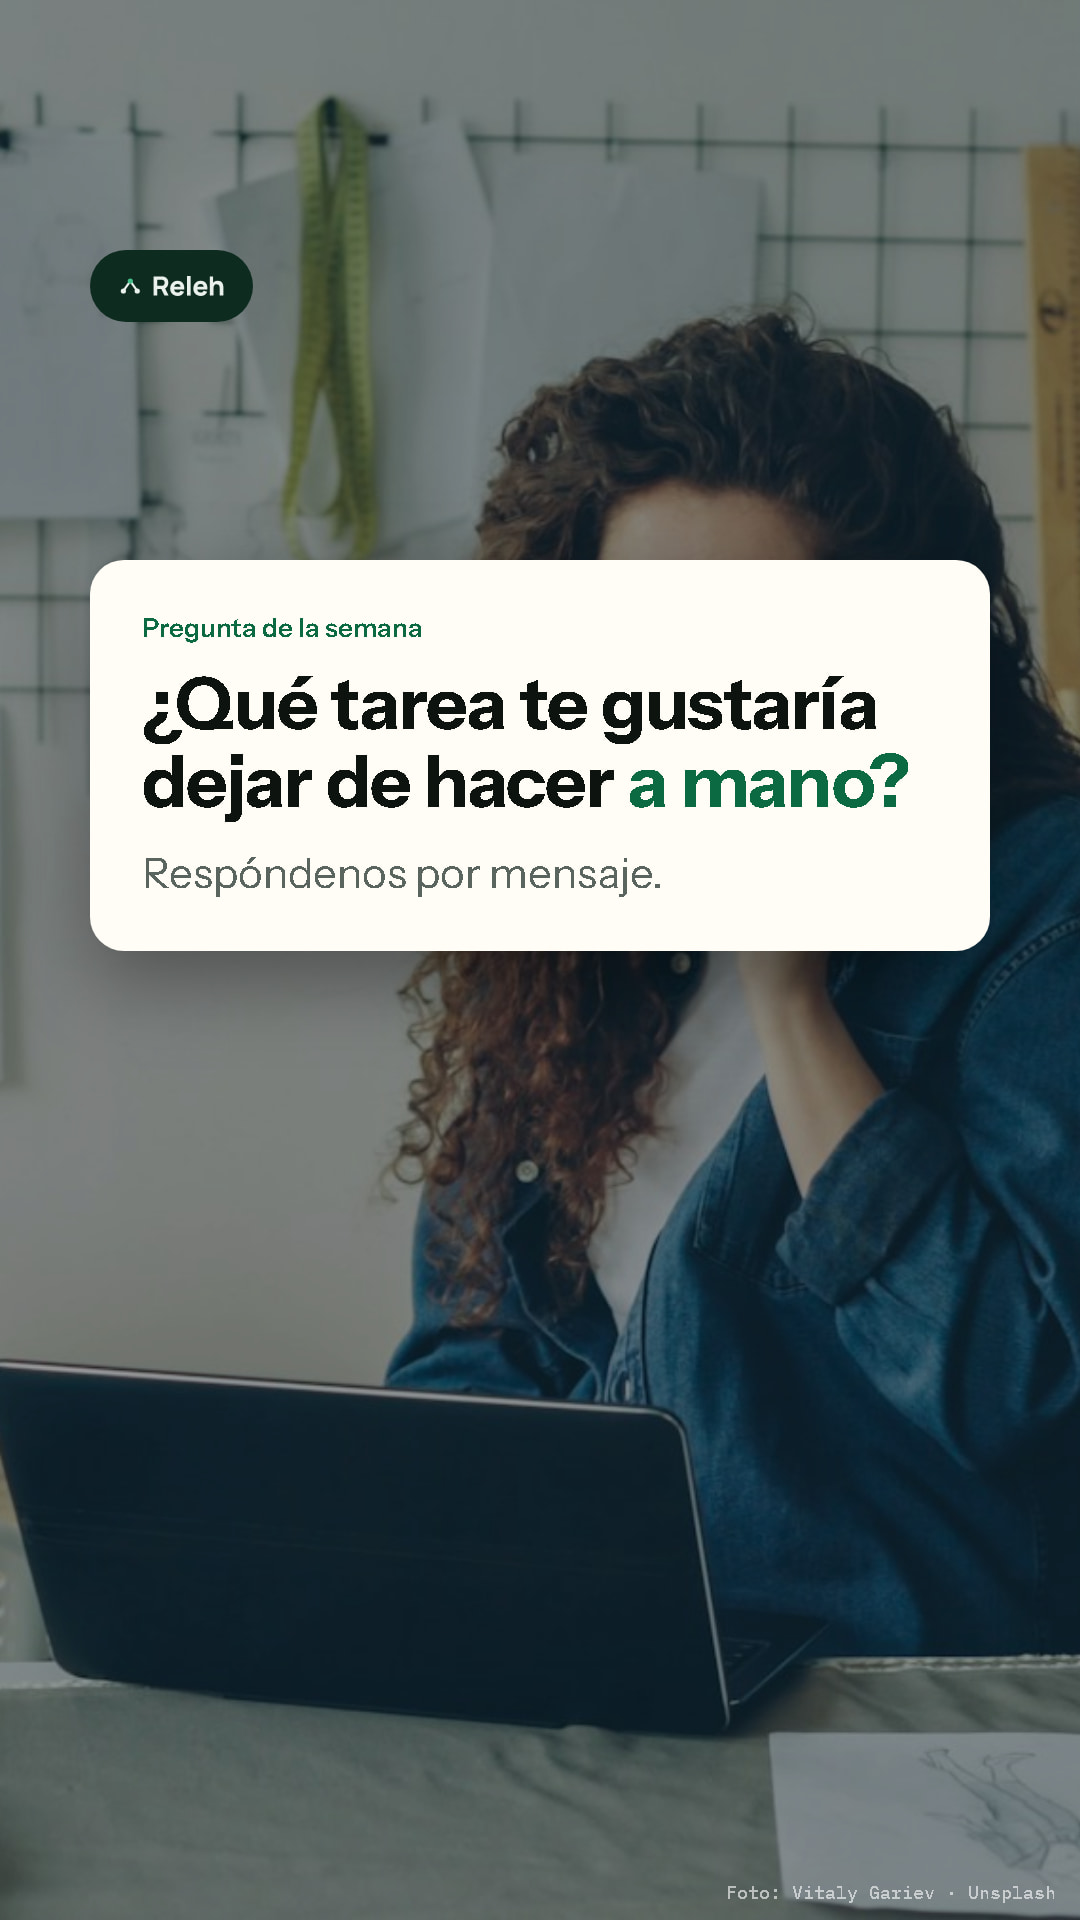 Releh
Pregunta de la semana
¿Qué tarea te gustaría
dejar de hacer a mano?
Respóndenos por mensaje.
Foto: Vitaly Gariev · Unsplash